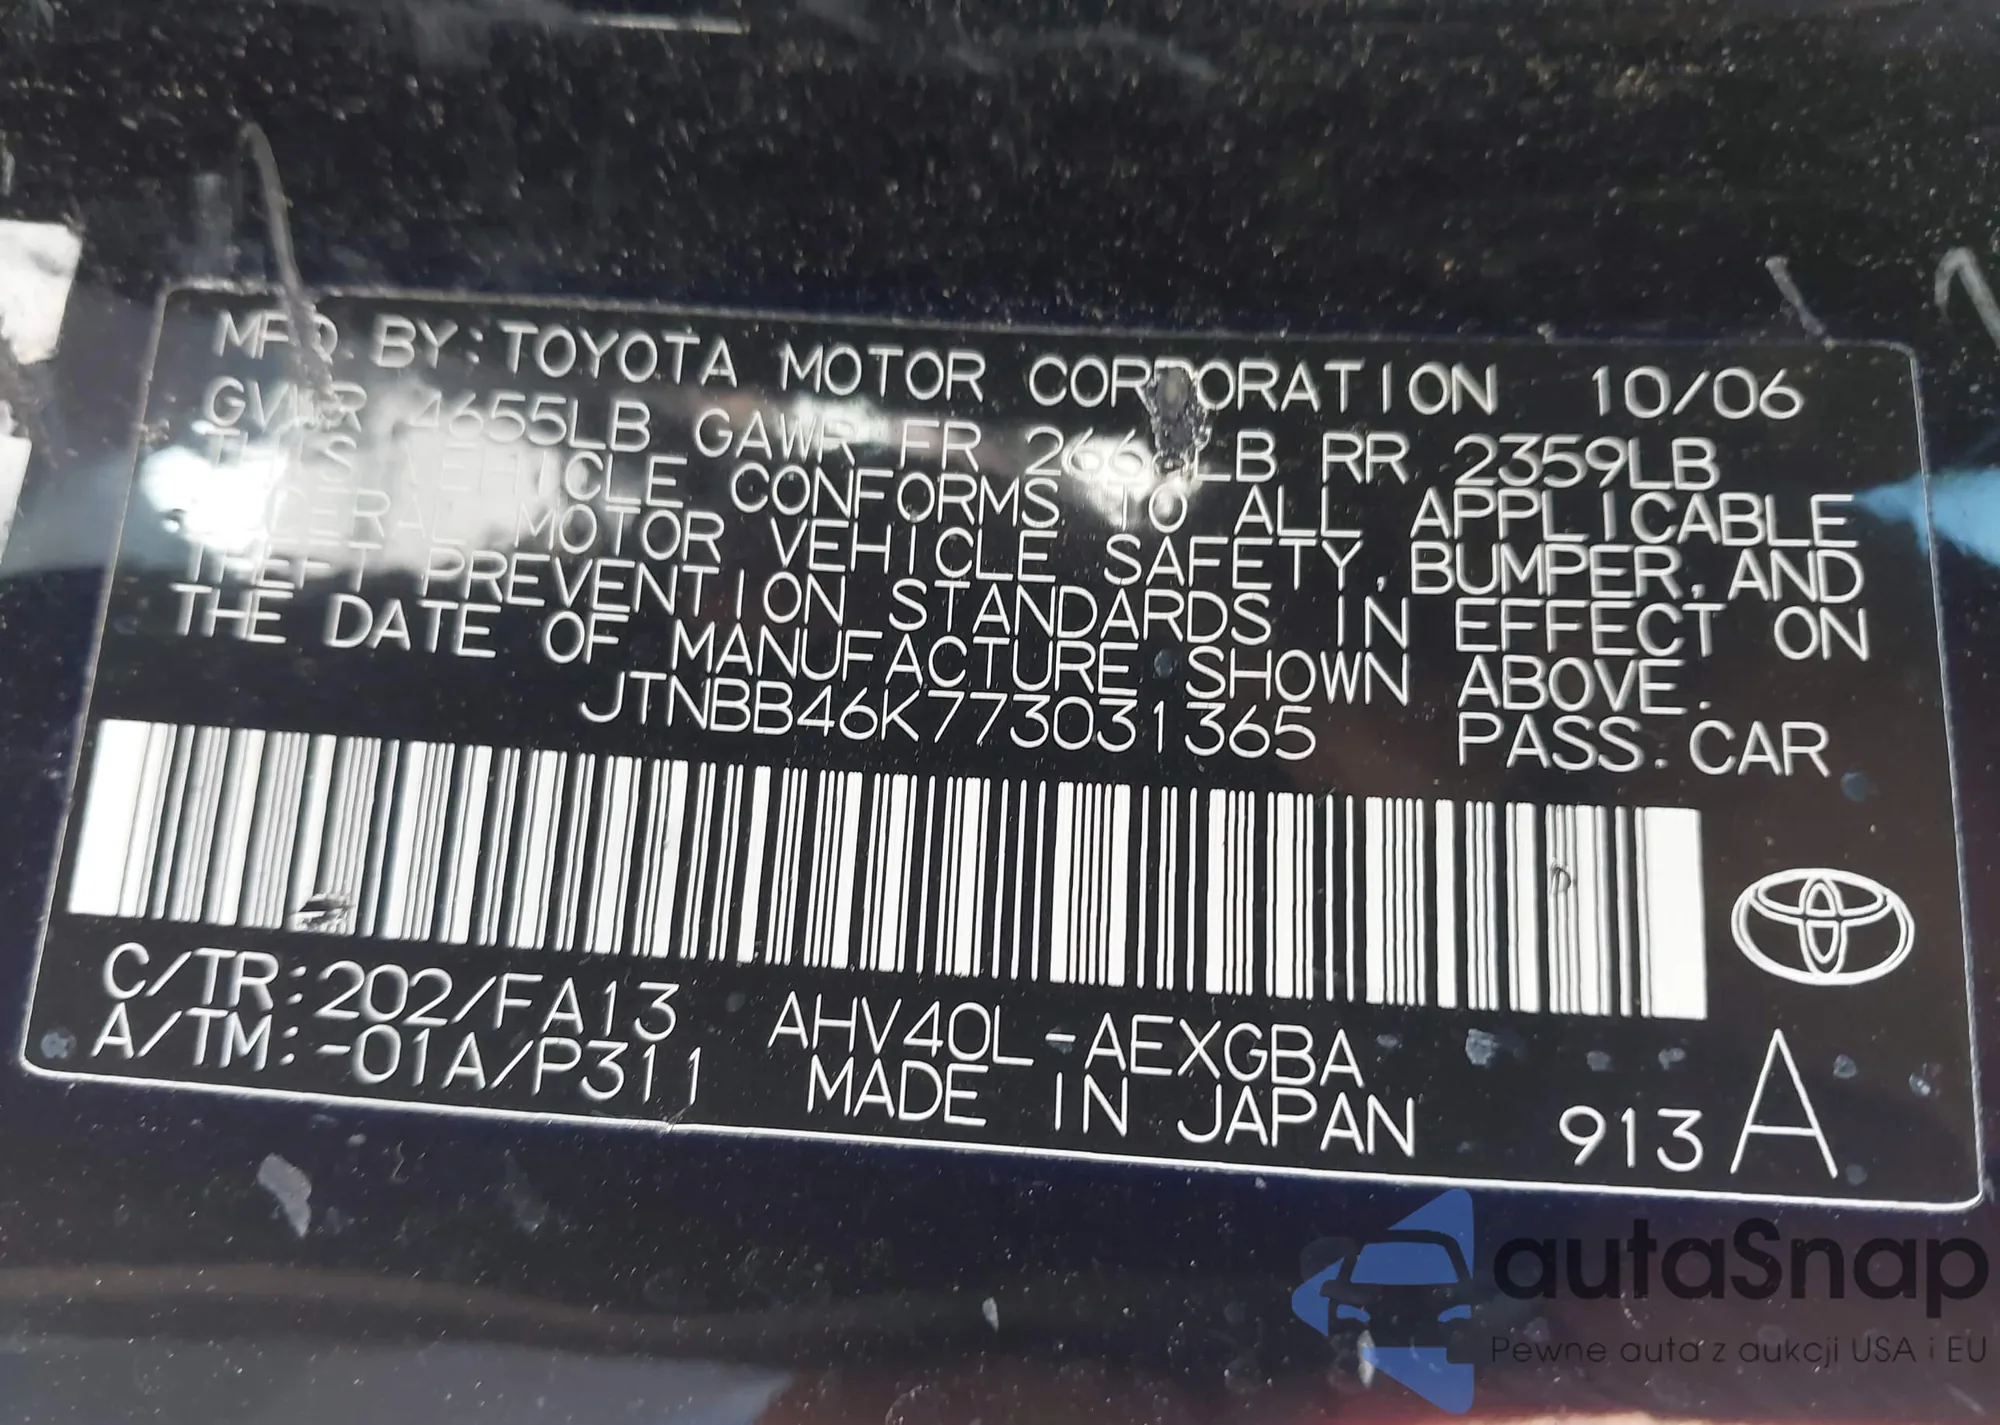 MFD. BY: TOYOTA MOTOR CORPORATION 10/06
GVWR 4655LB GAWR FR LB RR 2359LB
THIS VEHICLE CONFORMS TO ALL APPLICABLE
FEDERAL MOTOR VEHICLE SAFETY, BUMPER, AND
THEFT PREVENTION STANDARDS IN EFFECT ON
THE DATE OF MANUFACTURE SHOWN ABOVE.
JTNBB46K773031365 PASS. CAR
C/TR: 202/FA13 AHV40L-AEXGBA
A/TM: -01A/P311 MADE IN JAPAN 913 A
autaSnap
Pewne auta z aukcji USA i EU